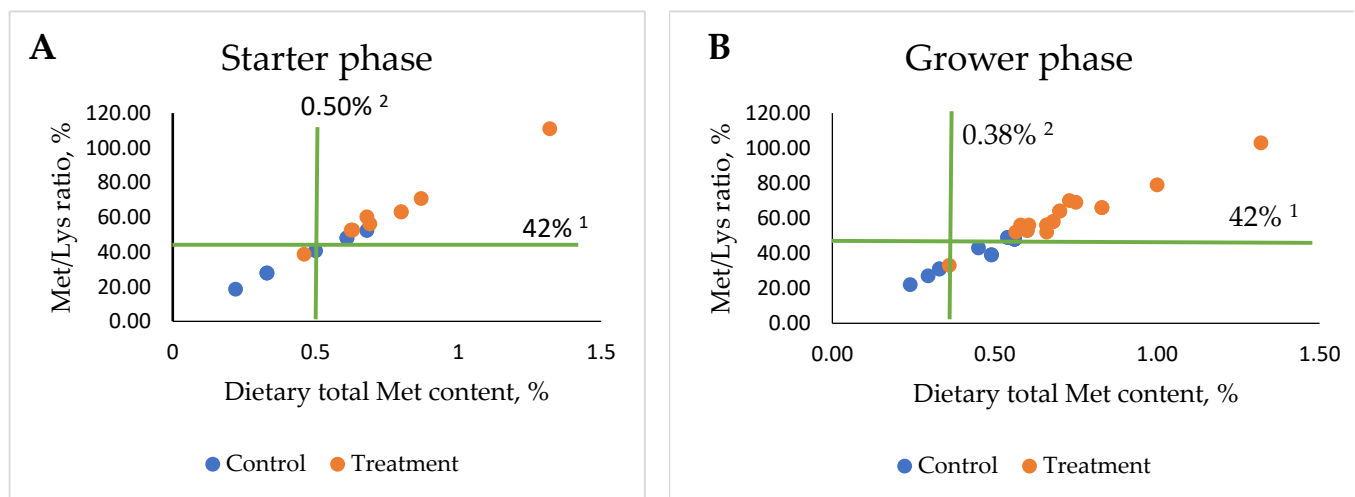 A
Starter phase
0.50% 2
120.00
100.00
80.00
60.00
40.00
20.00
0.00
Met/Lys ratio, %
42% 1
0
0.5
1
1.5
Dietary total Met content, %
Control
Treatment
B
Grower phase
0.38% 2
120.00
100.00
80.00
60.00
40.00
20.00
0.00
Met/Lys ratio, %
42% 1
0.00
0.50
1.00
1.50
Dietary total Met content, %
Control
Treatment